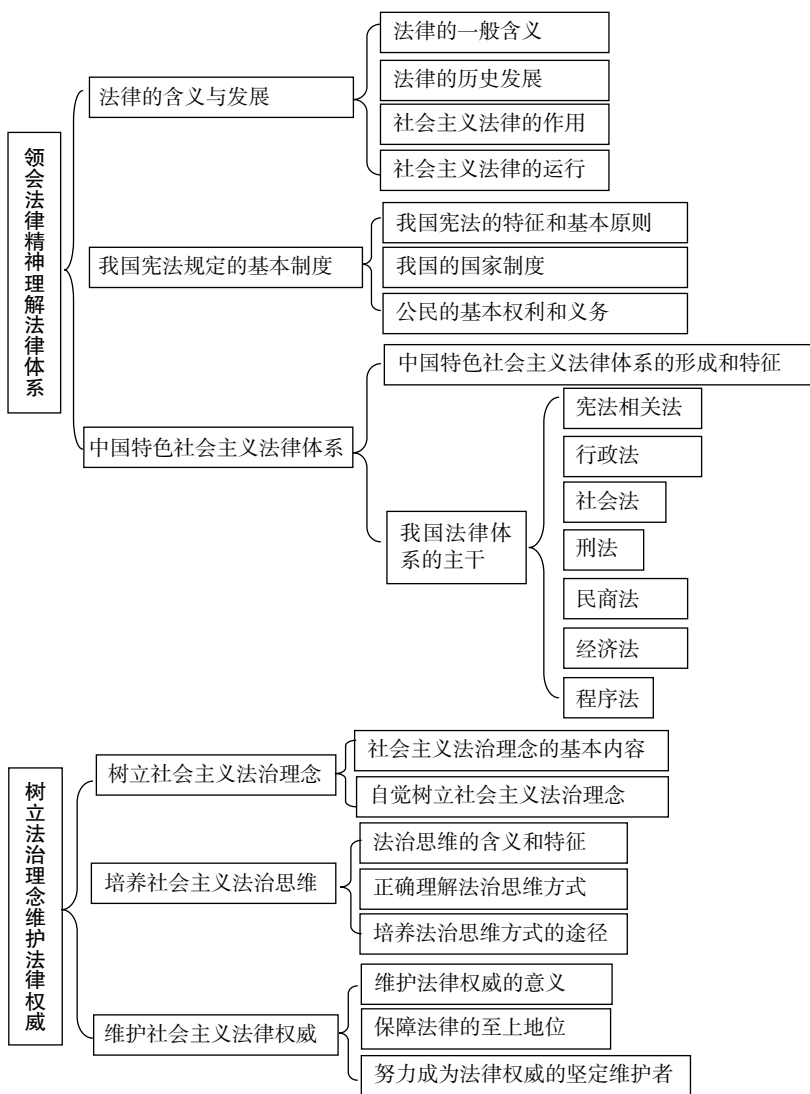 领会法律精神理解法律体系
法律的含义与发展
法律的一般含义
法律的历史发展
社会主义法律的作用
社会主义法律的运行
我国宪法规定的基本制度
我国宪法的特征和基本原则
我国的国家制度
公民的基本权利和义务
中国特色社会主义法律体系
中国特色社会主义法律体系的形成和特征
我国法律体
系的主干
宪法相关法
行政法
社会法
刑法
民商法
经济法
程序法
树立法治理念维护法律权威
树立社会主义法治理念
社会主义法治理念的基本内容
自觉树立社会主义法治理念
培养社会主义法治思维
法治思维的含义和特征
正确理解法治思维方式
培养法治思维方式的途径
维护社会主义法律权威
维护法律权威的意义
保障法律的至上地位
努力成为法律权威的坚定维护者